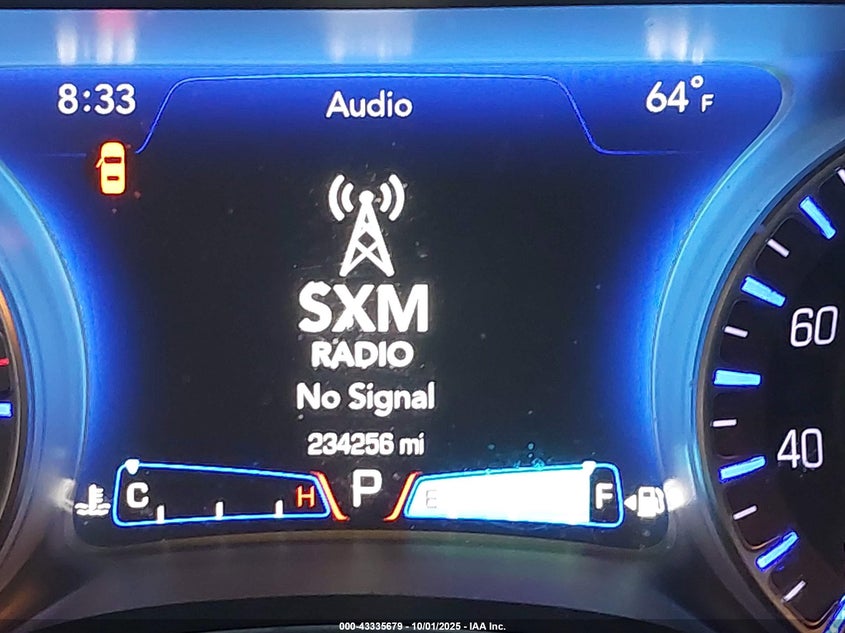 8:33
Audio
64°F
SXM
RADIO
No Signal
234256 mi
C
H
P
E
F
60
40
000-43335679 - 10/01/2025 - IAA Inc.